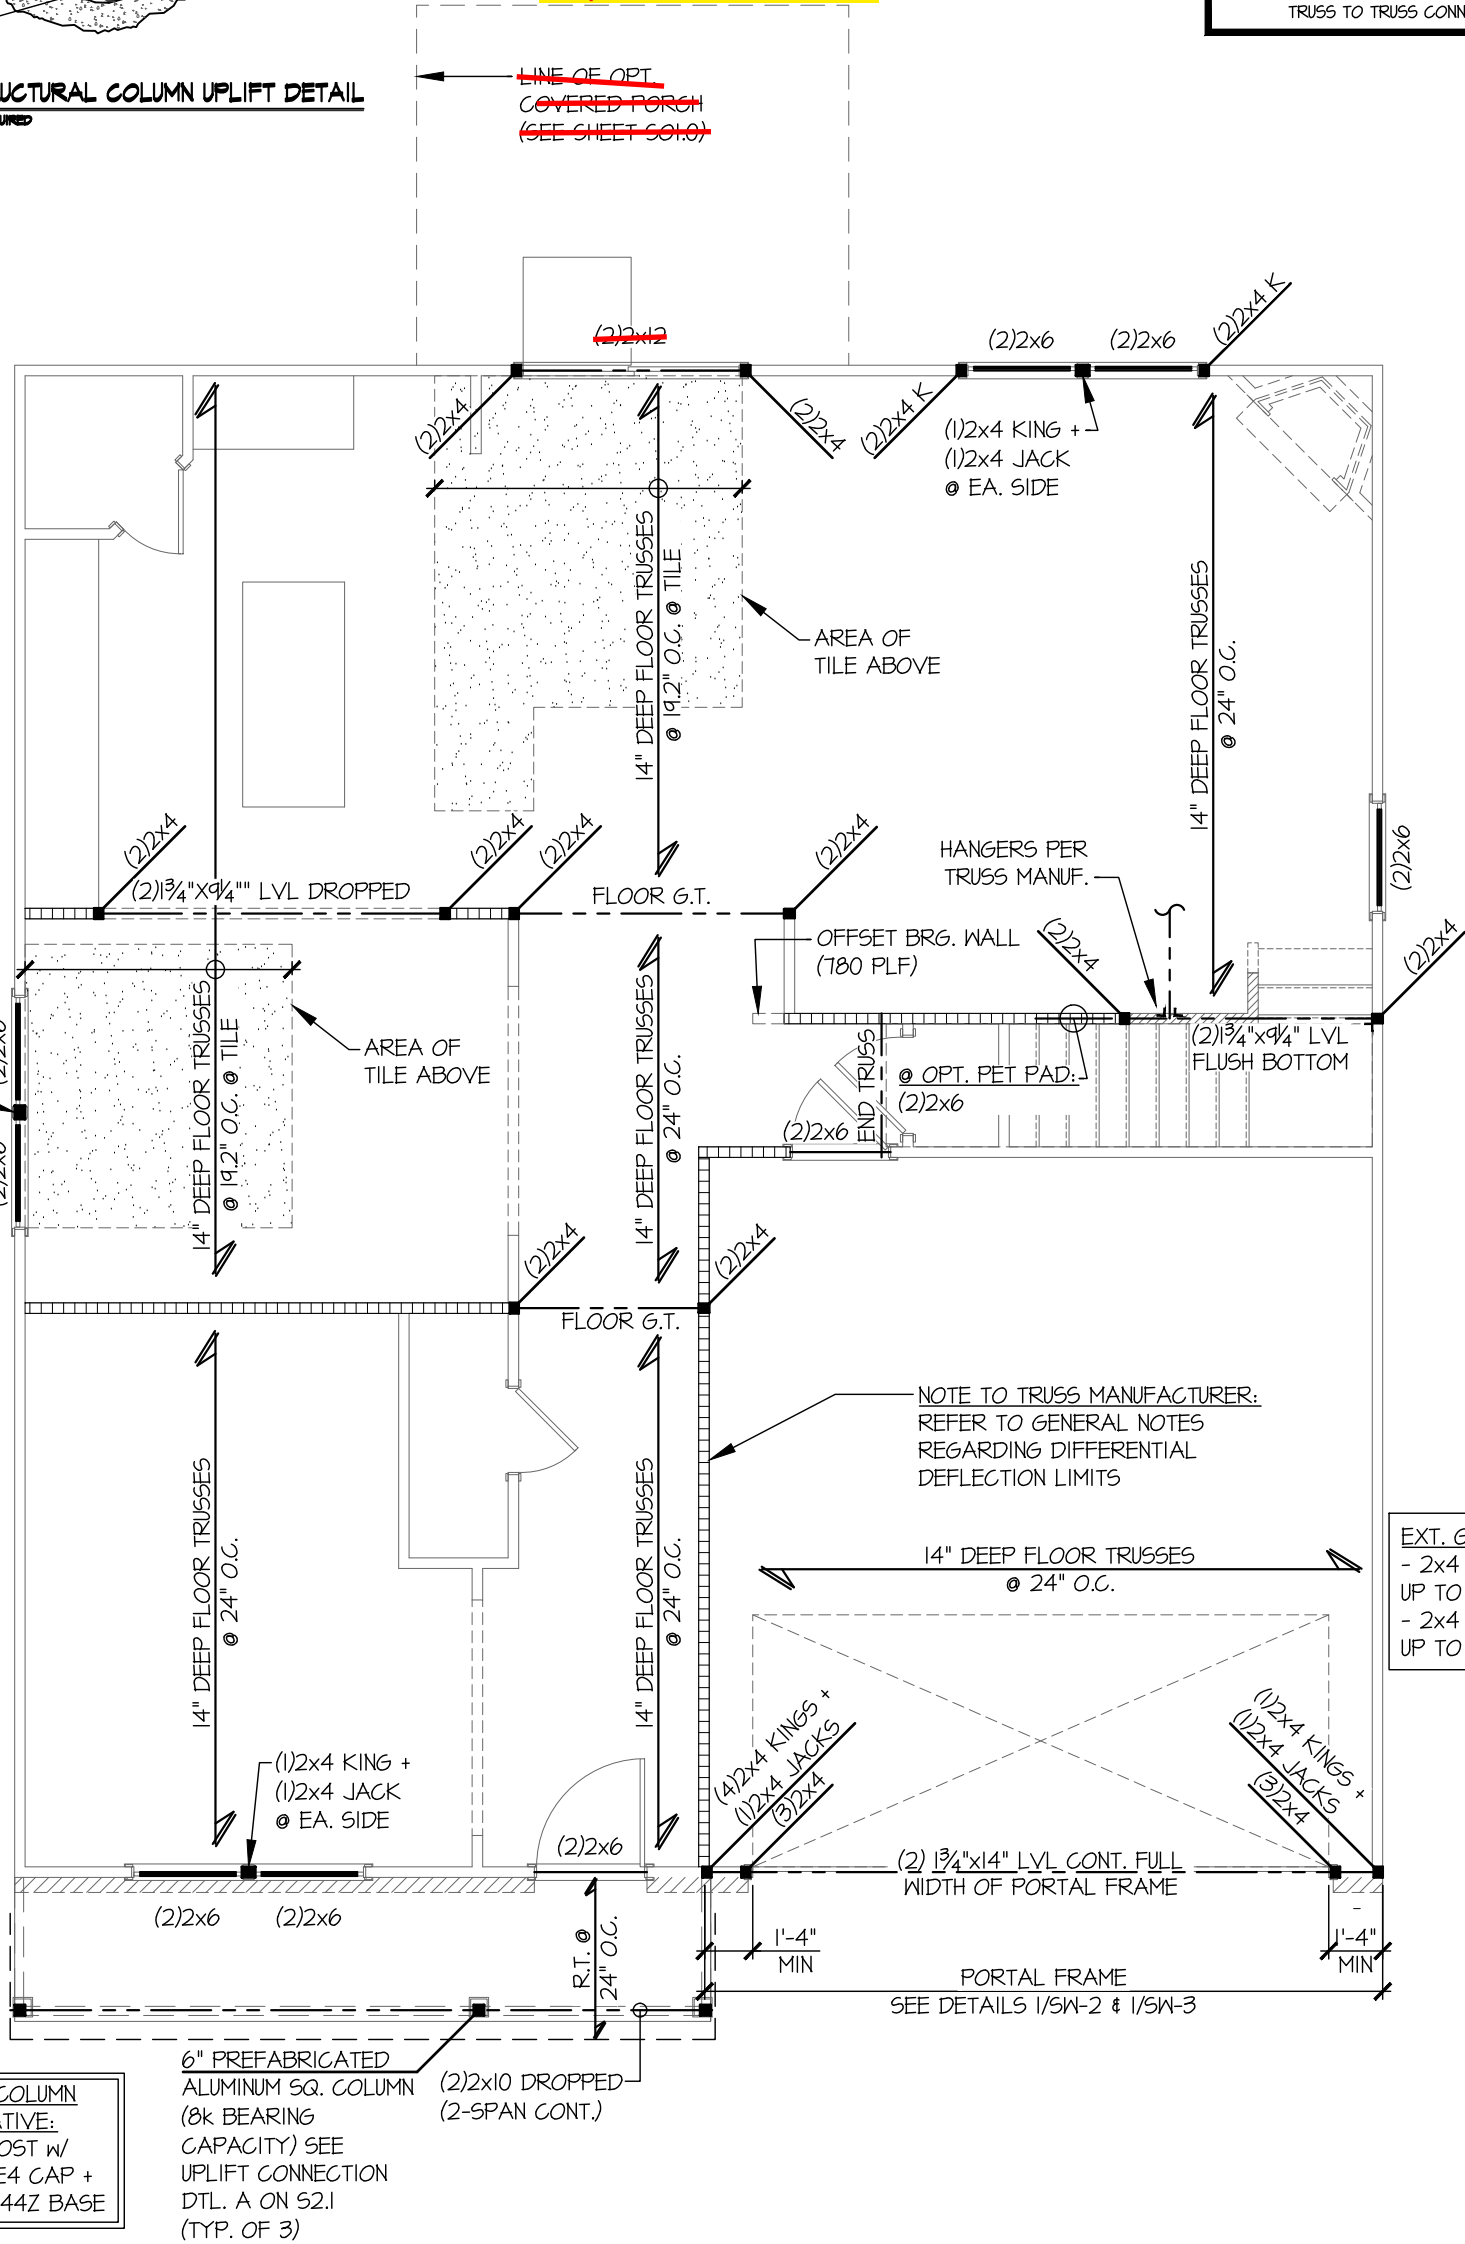 TRUSS TO TRUSS CONN
UCTURAL COLUMN UPLIFT DETAIL
UIRED
LINE OF OPT.
COVERED PORCH
(SEE SHEET S01.0)
(2)2x12
(2)2x6
(2)2x6
(2)2x4 K
(2)2x4
(2)2x4
(2)2x4 K
(1)2x4 KING +
(1)2x4 JACK
@ EA. SIDE
14" DEEP FLOOR TRUSSES
@ 19.2" O.C. @ TILE
AREA OF
TILE ABOVE
14" DEEP FLOOR TRUSSES
@ 24" O.C.
(2)2x4
(2)2x4
(2)2x4
(2)2x4
(2)1¾"x9¼"" LVL DROPPED
FLOOR G.T.
HANGERS PER
TRUSS MANUF.
(2)2x6
OFFSET BRG. WALL
(780 PLF)
(2)2x4
(2)2x4
(2)1¾"x9¼" LVL
FLUSH BOTTOM
14" DEEP FLOOR TRUSSES
@ 19.2" O.C. @ TILE
AREA OF
TILE ABOVE
14" DEEP FLOOR TRUSSES
@ 24" O.C.
END TRUSS
@ OPT. PET PAD:
(2)2x6
(2)2x6
(2)2x6
(2)2x6
(2)2x4
(2)2x4
FLOOR G.T.
NOTE TO TRUSS MANUFACTURER:
REFER TO GENERAL NOTES
REGARDING DIFFERENTIAL
DEFLECTION LIMITS
14" DEEP FLOOR TRUSSES
@ 24" O.C.
14" DEEP FLOOR TRUSSES
@ 24" O.C.
14" DEEP FLOOR TRUSSES
@ 24" O.C.
EXT. G
- 2x4
UP TO
- 2x4
UP TO
(1)2x4 KING +
(1)2x4 JACK
@ EA. SIDE
(4)2x4 KINGS +
(1)2x4 JACKS
(3)2x4
(1)2x4 KINGS +
(1)2x4 JACKS
(3)2x4
(2)2x6
(2) 1¾"x14" LVL CONT. FULL
WIDTH OF PORTAL FRAME
(2)2x6
(2)2x6
R.T. @
24" O.C.
1'-4"
MIN
1'-4"
MIN
PORTAL FRAME
SEE DETAILS 1/SW-2 & 1/SW-3
6" PREFABRICATED
ALUMINUM SQ. COLUMN
(8k BEARING
CAPACITY) SEE
UPLIFT CONNECTION
DTL. A ON S2.1
(TYP. OF 3)
(2)2x10 DROPPED
(2-SPAN CONT.)
COLUMN
ATIVE:
OST w/
E4 CAP +
44Z BASE